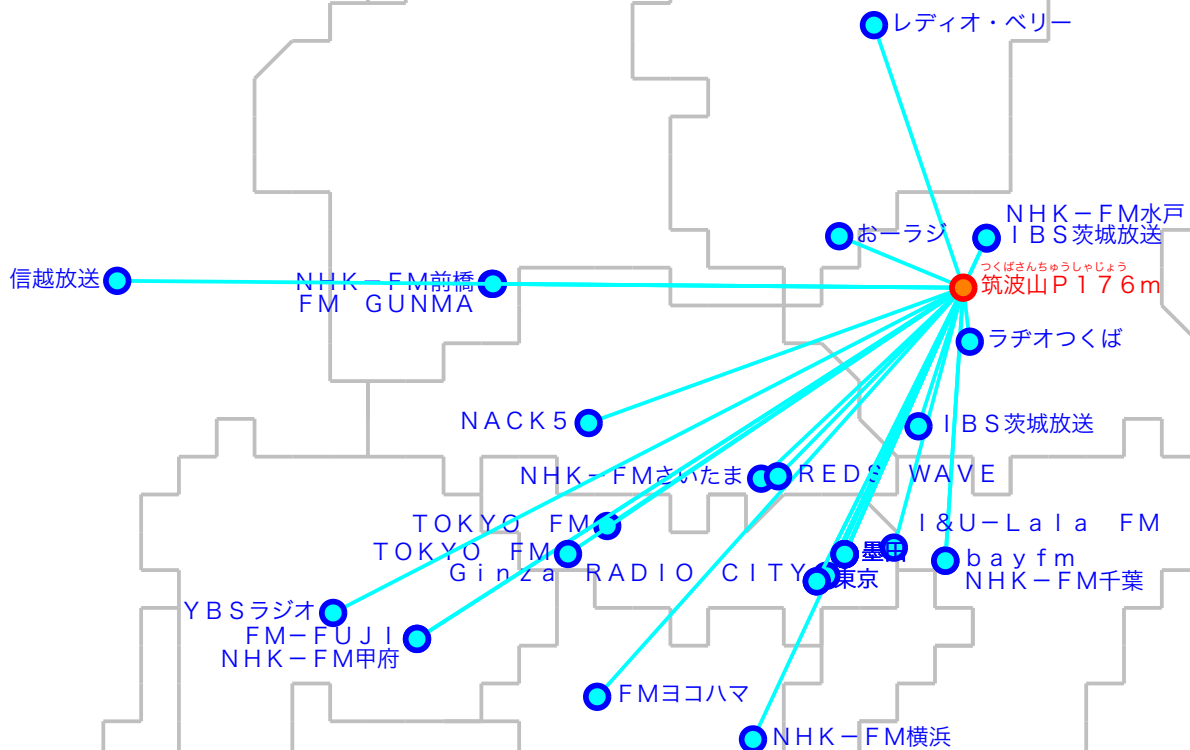 レディオ・ベリー
NHK－FM水戸
おーラジ
IBS茨城放送
つくばさんちゅうしゃじょう
筑波山P176m
信越放送
NHK－FM前橋
FM　GUNMA
ラヂオつくば
NACK5
IBS茨城放送
NHK－FMさいたま
REDS　WAVE
TOKYO　FM
I&U－Lala　FM
TOKYO　FM
墨田
bayfm
Ginza　RADIO　CITY
東京
NHK－FM千葉
YBSラジオ
FM－FUJI
NHK－FM甲府
FMヨコハマ
NHK－FM横浜